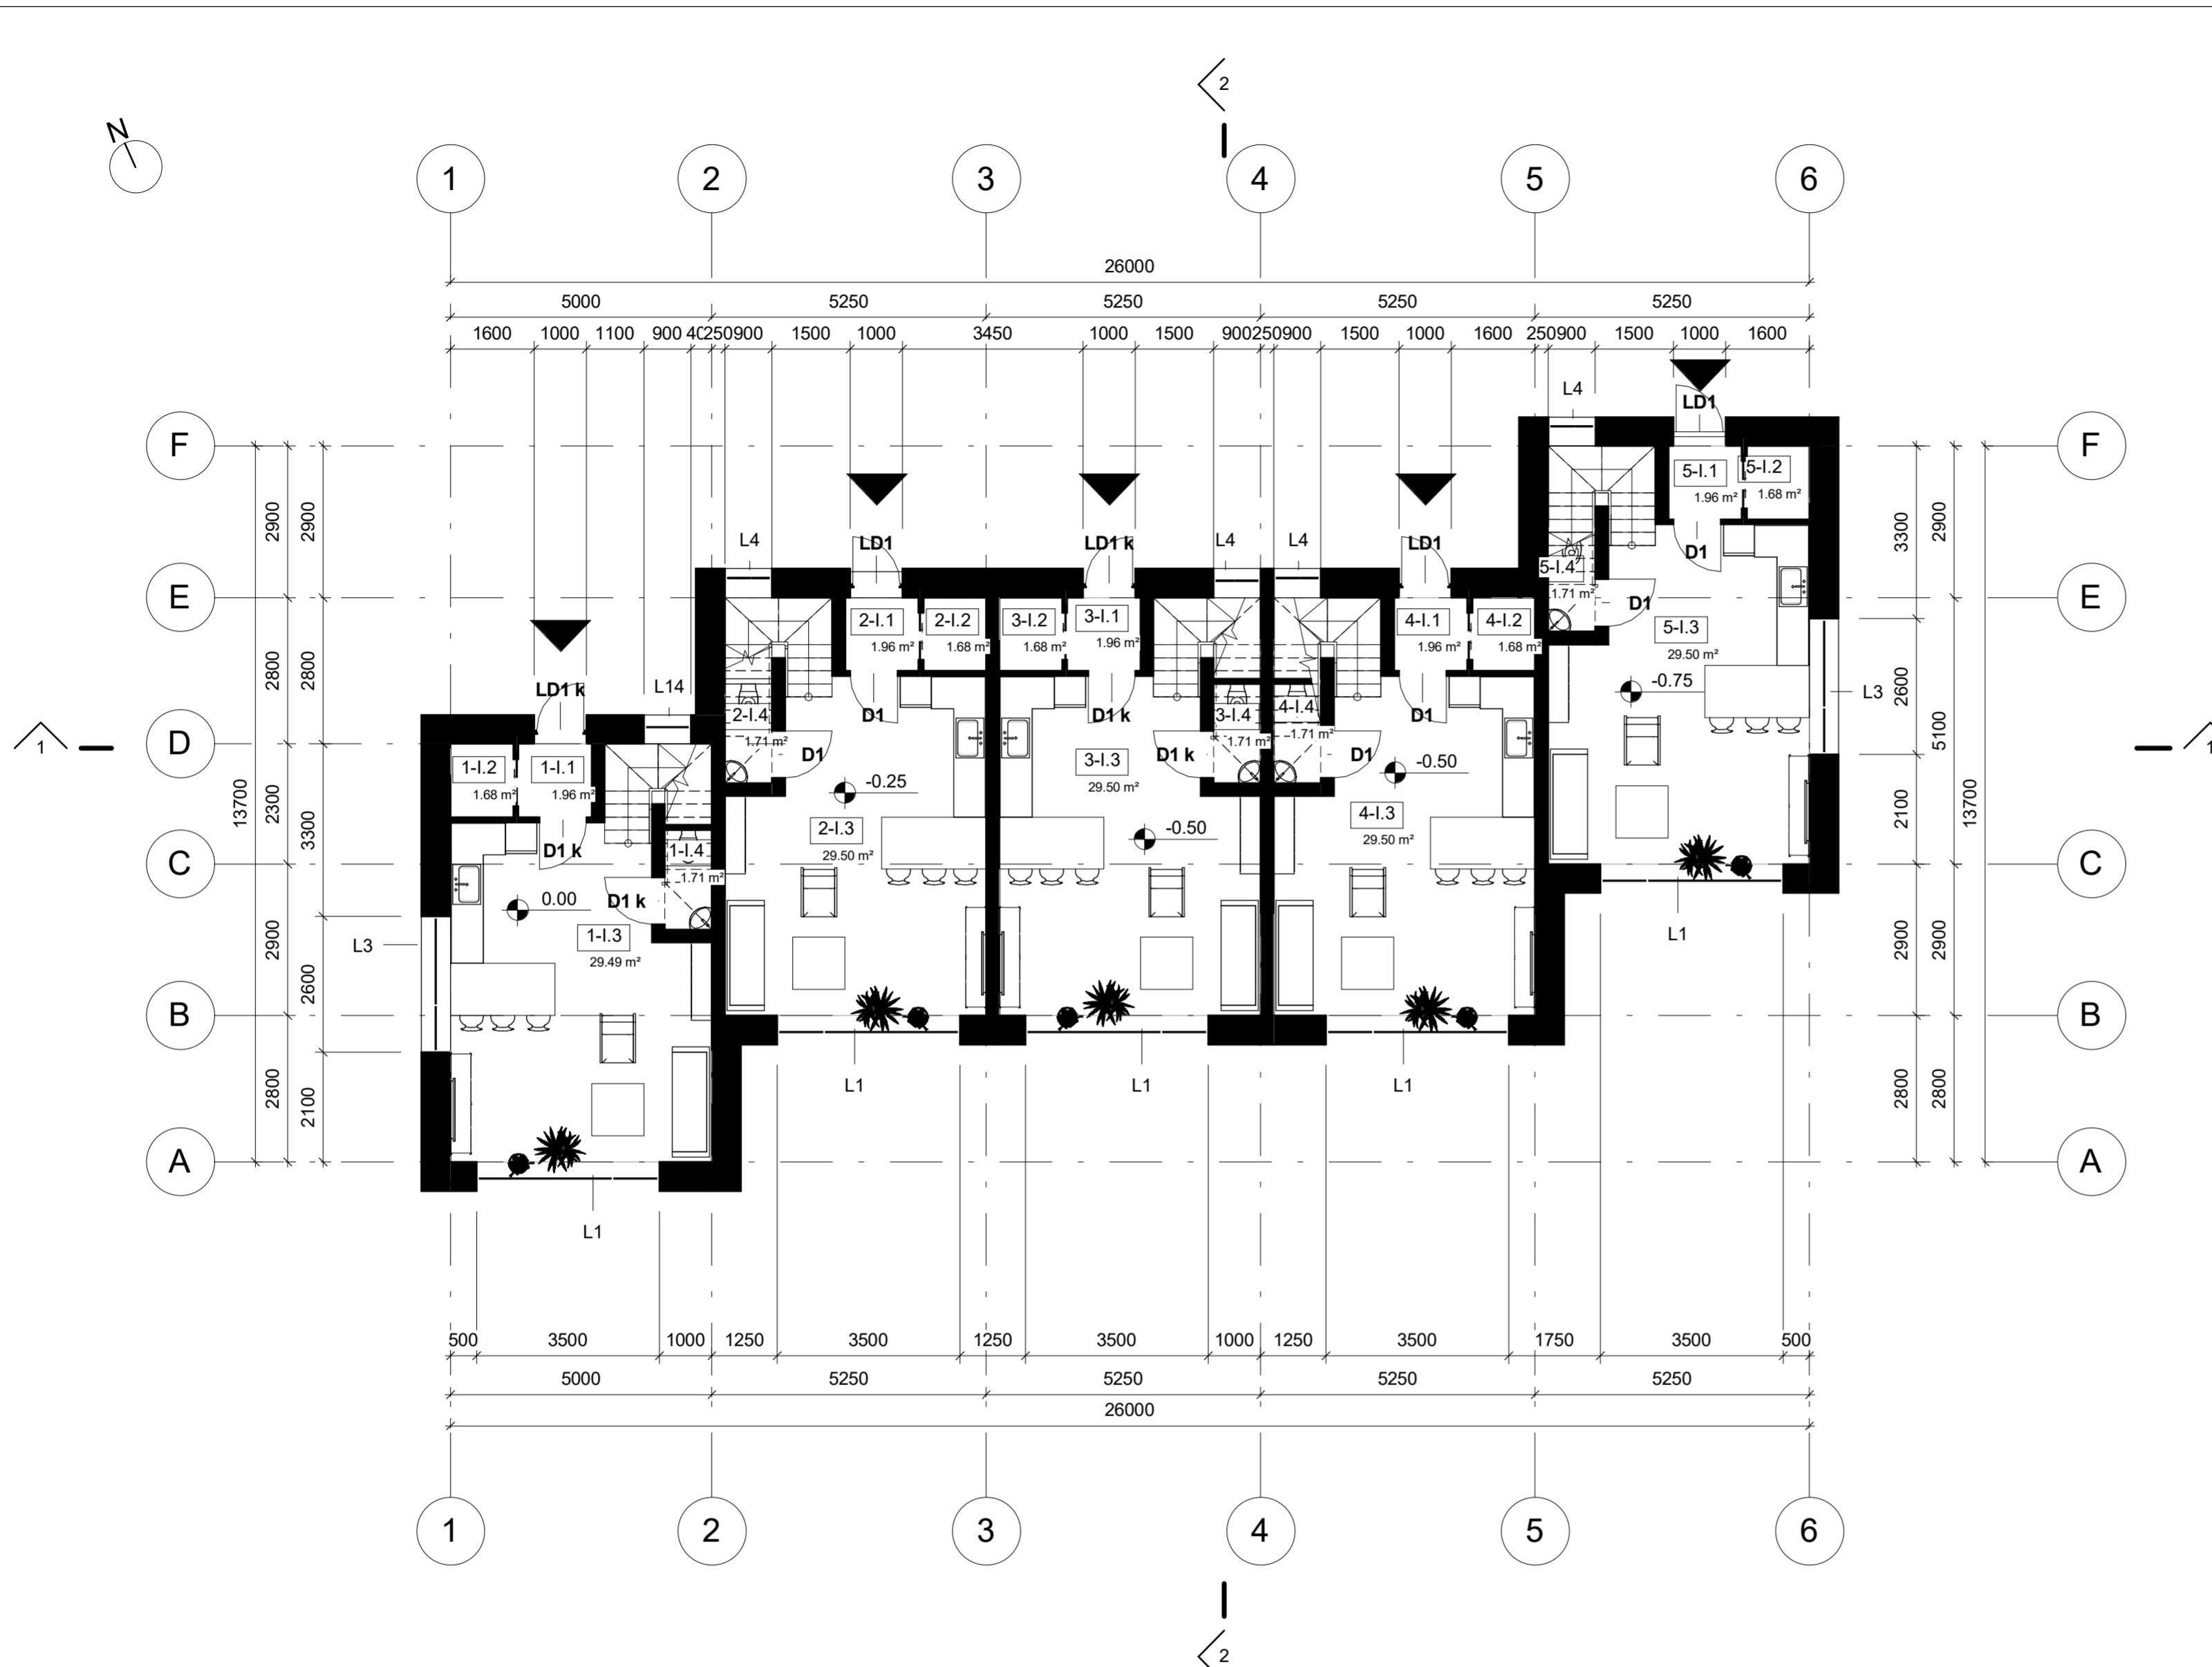 2
N
1 2 3 4 5 6
26000
5000 5250 5250 5250 5250
1600 1000 1100 900 250 900 1500 1000 3450 1000 1500 900 250 900 1500 1000 1600 250 900 1500 1000 1600
L4
LD1
F F
5-I.1 5-I.2
1.96 m² 1.68 m²
2900 2900 3300 2900
L4 LD1 LD1 k L4 L4 LD1
D1
5-I.4
1.71 m²
D1
E E
2-I.1 2-I.2 3-I.2 3-I.1 4-I.1 4-I.2
1.96 m² 1.68 m² 1.68 m² 1.96 m² 1.96 m² 1.68 m²
5-I.3
29.50 m²
2800 2800
LD1 k L14
-0.75
L3
2600
2-I.4 D1 D1 k 3-I.4 4-I.4 D1
1.71 m² 1.71 m² 1.71 m²
5100
1 1
D D
D1 D1 k D1
1-I.2 1-I.1
1.68 m² 1.96 m²
3-I.3
29.50 m²
-0.25 -0.50
13700 2300 3300 2100 13700
2-I.3
29.50 m²
-0.50
4-I.3
29.50 m²
D1 k 1-I.4
1.71 m²
C C
0.00 D1 k
1-I.3
29.49 m²
L3
L1
2900 2600 2900 2900
B B
L1 L1 L1
2800 2100 2800 2800
A A
L1
500 3500 1000 1250 3500 1250 3500 1000 1250 3500 1750 3500 500
5000 5250 5250 5250 5250
26000
1 2 3 4 5 6
2